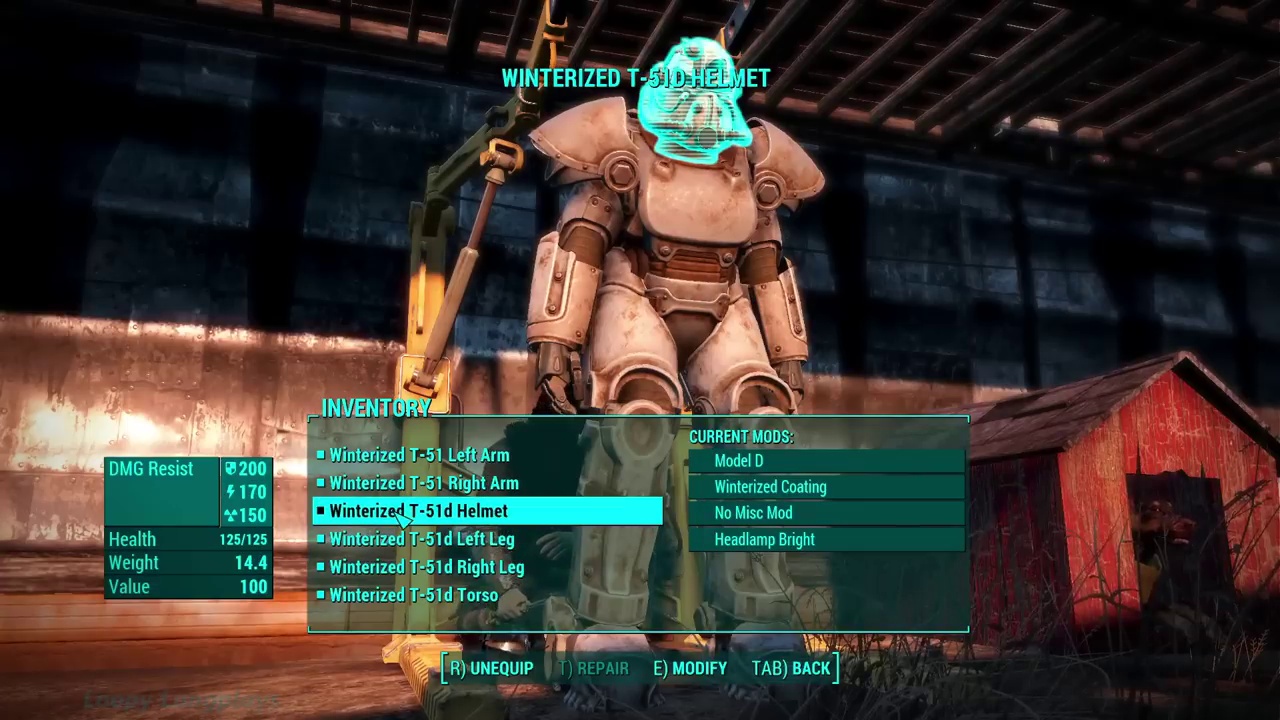 WINTERIZED T-51D HELMET
INVENTORY
Winterized T-51 Left Arm
Winterized T-51 Right Arm
Winterized T-51d Helmet
Winterized T-51d Left Leg
Winterized T-51d Right Leg
Winterized T-51d Torso
CURRENT MODS:
Model D
Winterized Coating
No Misc Mod
Headlamp Bright
DMG Resist 200
170
150
Health 125/125
Weight 14.4
Value 100
R) UNEQUIP T) REPAIR E) MODIFY TAB) BACK